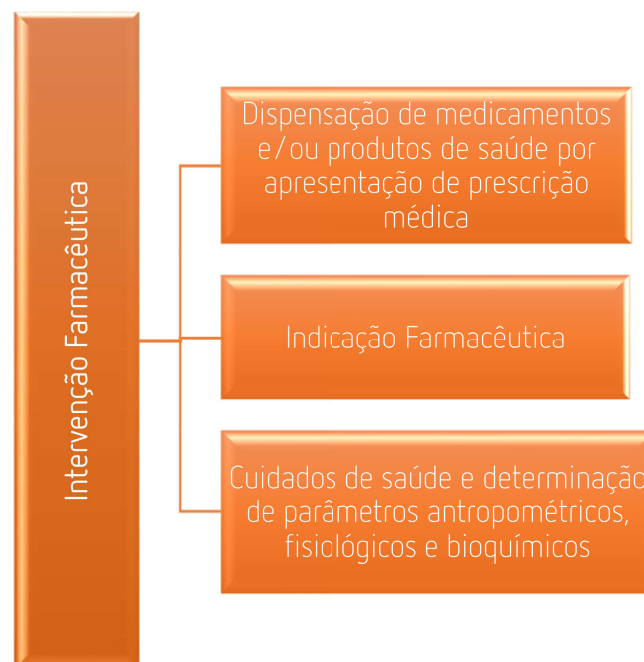 Intervenção Farmacêutica
Dispensação de medicamentos
e/ou produtos de saúde por
apresentação de prescrição
médica
Indicação Farmacêutica
Cuidados de saúde e determinação
de parâmetros antropométricos,
fisiológicos e bioquímicos